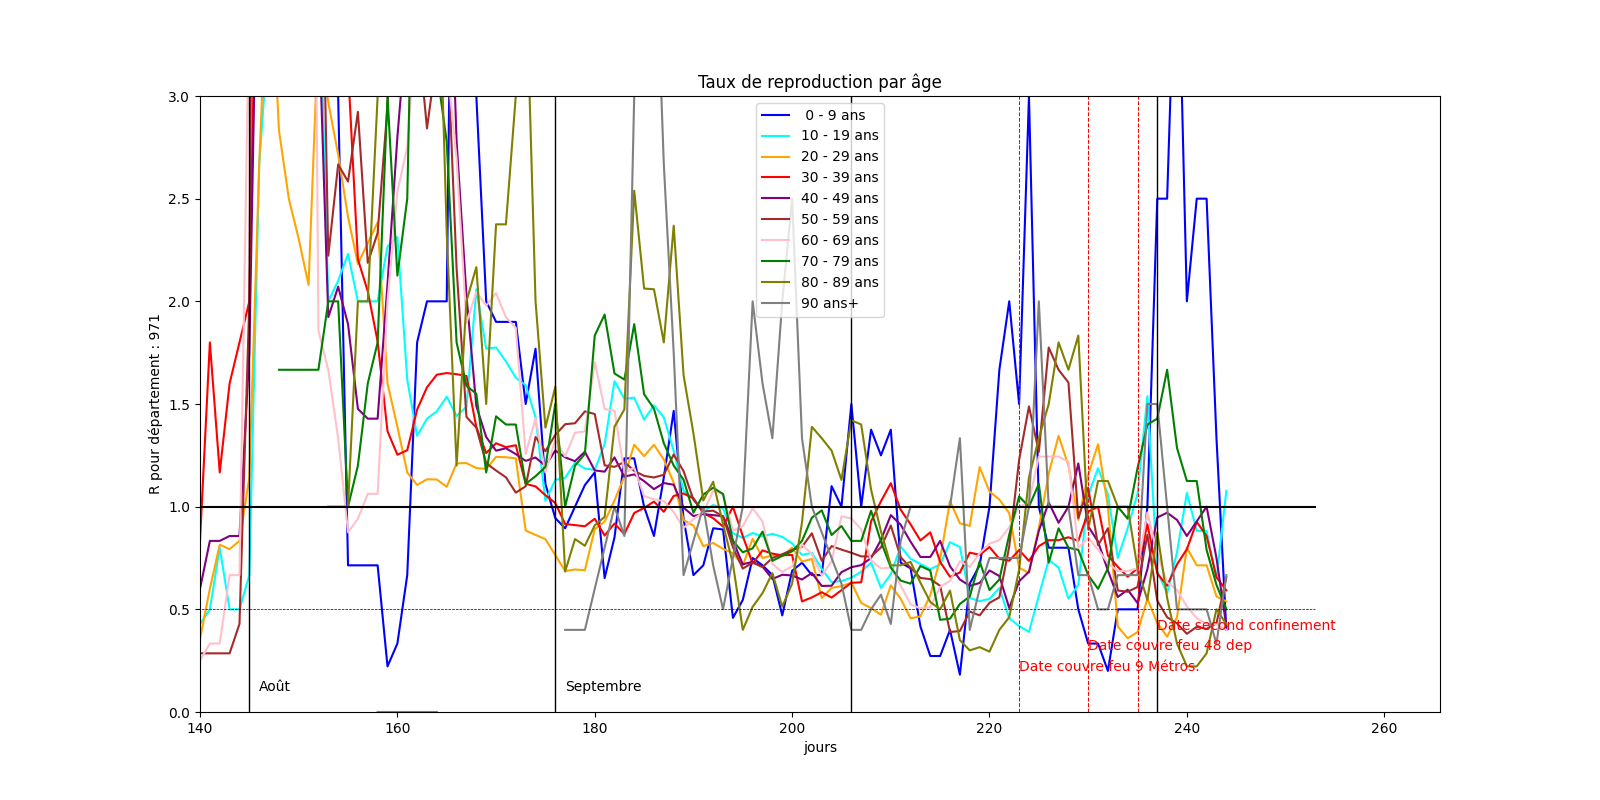 Taux de reproduction par âge
R pour département : 971
3.0
2.5
2.0
1.5
1.0
0.5
0.0
0 - 9 ans
10 - 19 ans
20 - 29 ans
30 - 39 ans
40 - 49 ans
50 - 59 ans
60 - 69 ans
70 - 79 ans
80 - 89 ans
90 ans+
Date second confinement
Date couvre feu 48 dep
Date couvre feu 9 Métros.
Août
Septembre
140
160
180
200
220
240
260
jours